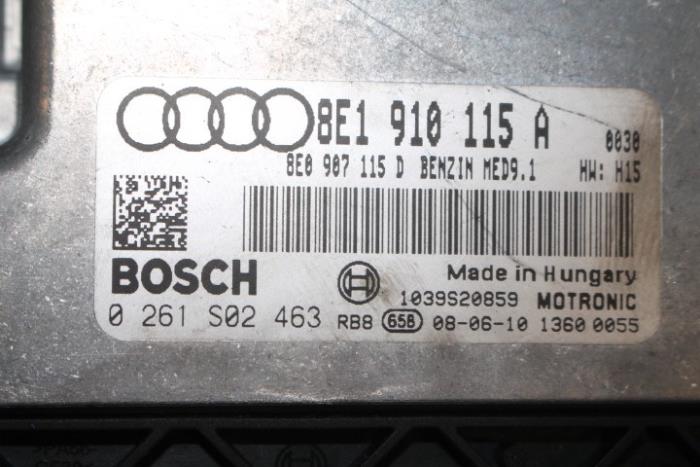 8E1 910 115 A 0030
8E0 907 115 D BENZIN MED9.1 HW: H15
BOSCH
Made in Hungary
1039S20859 MOTRONIC
0 261 S02 463 RB8 658 08-06-10 1360 0055